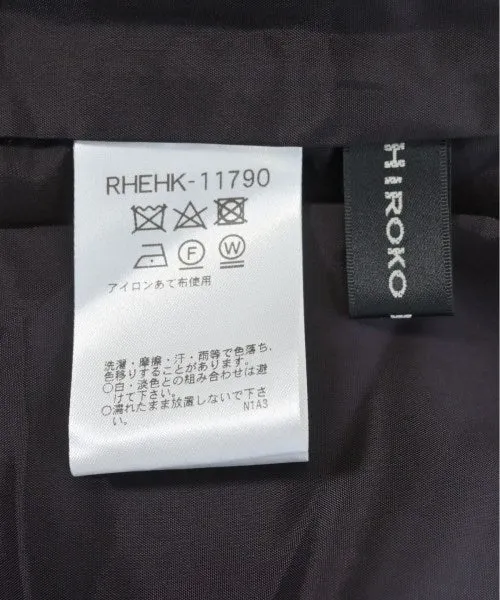 RHEHK-11790
F W
アイロンあて布使用
洗濯・摩擦・汗・雨等で色落ち、
色移りすることがあります。
○白・淡色との組み合わせは避
けて下さい。
○濡れたまま放置しないで下さ
い。 N1A3
HIROKO